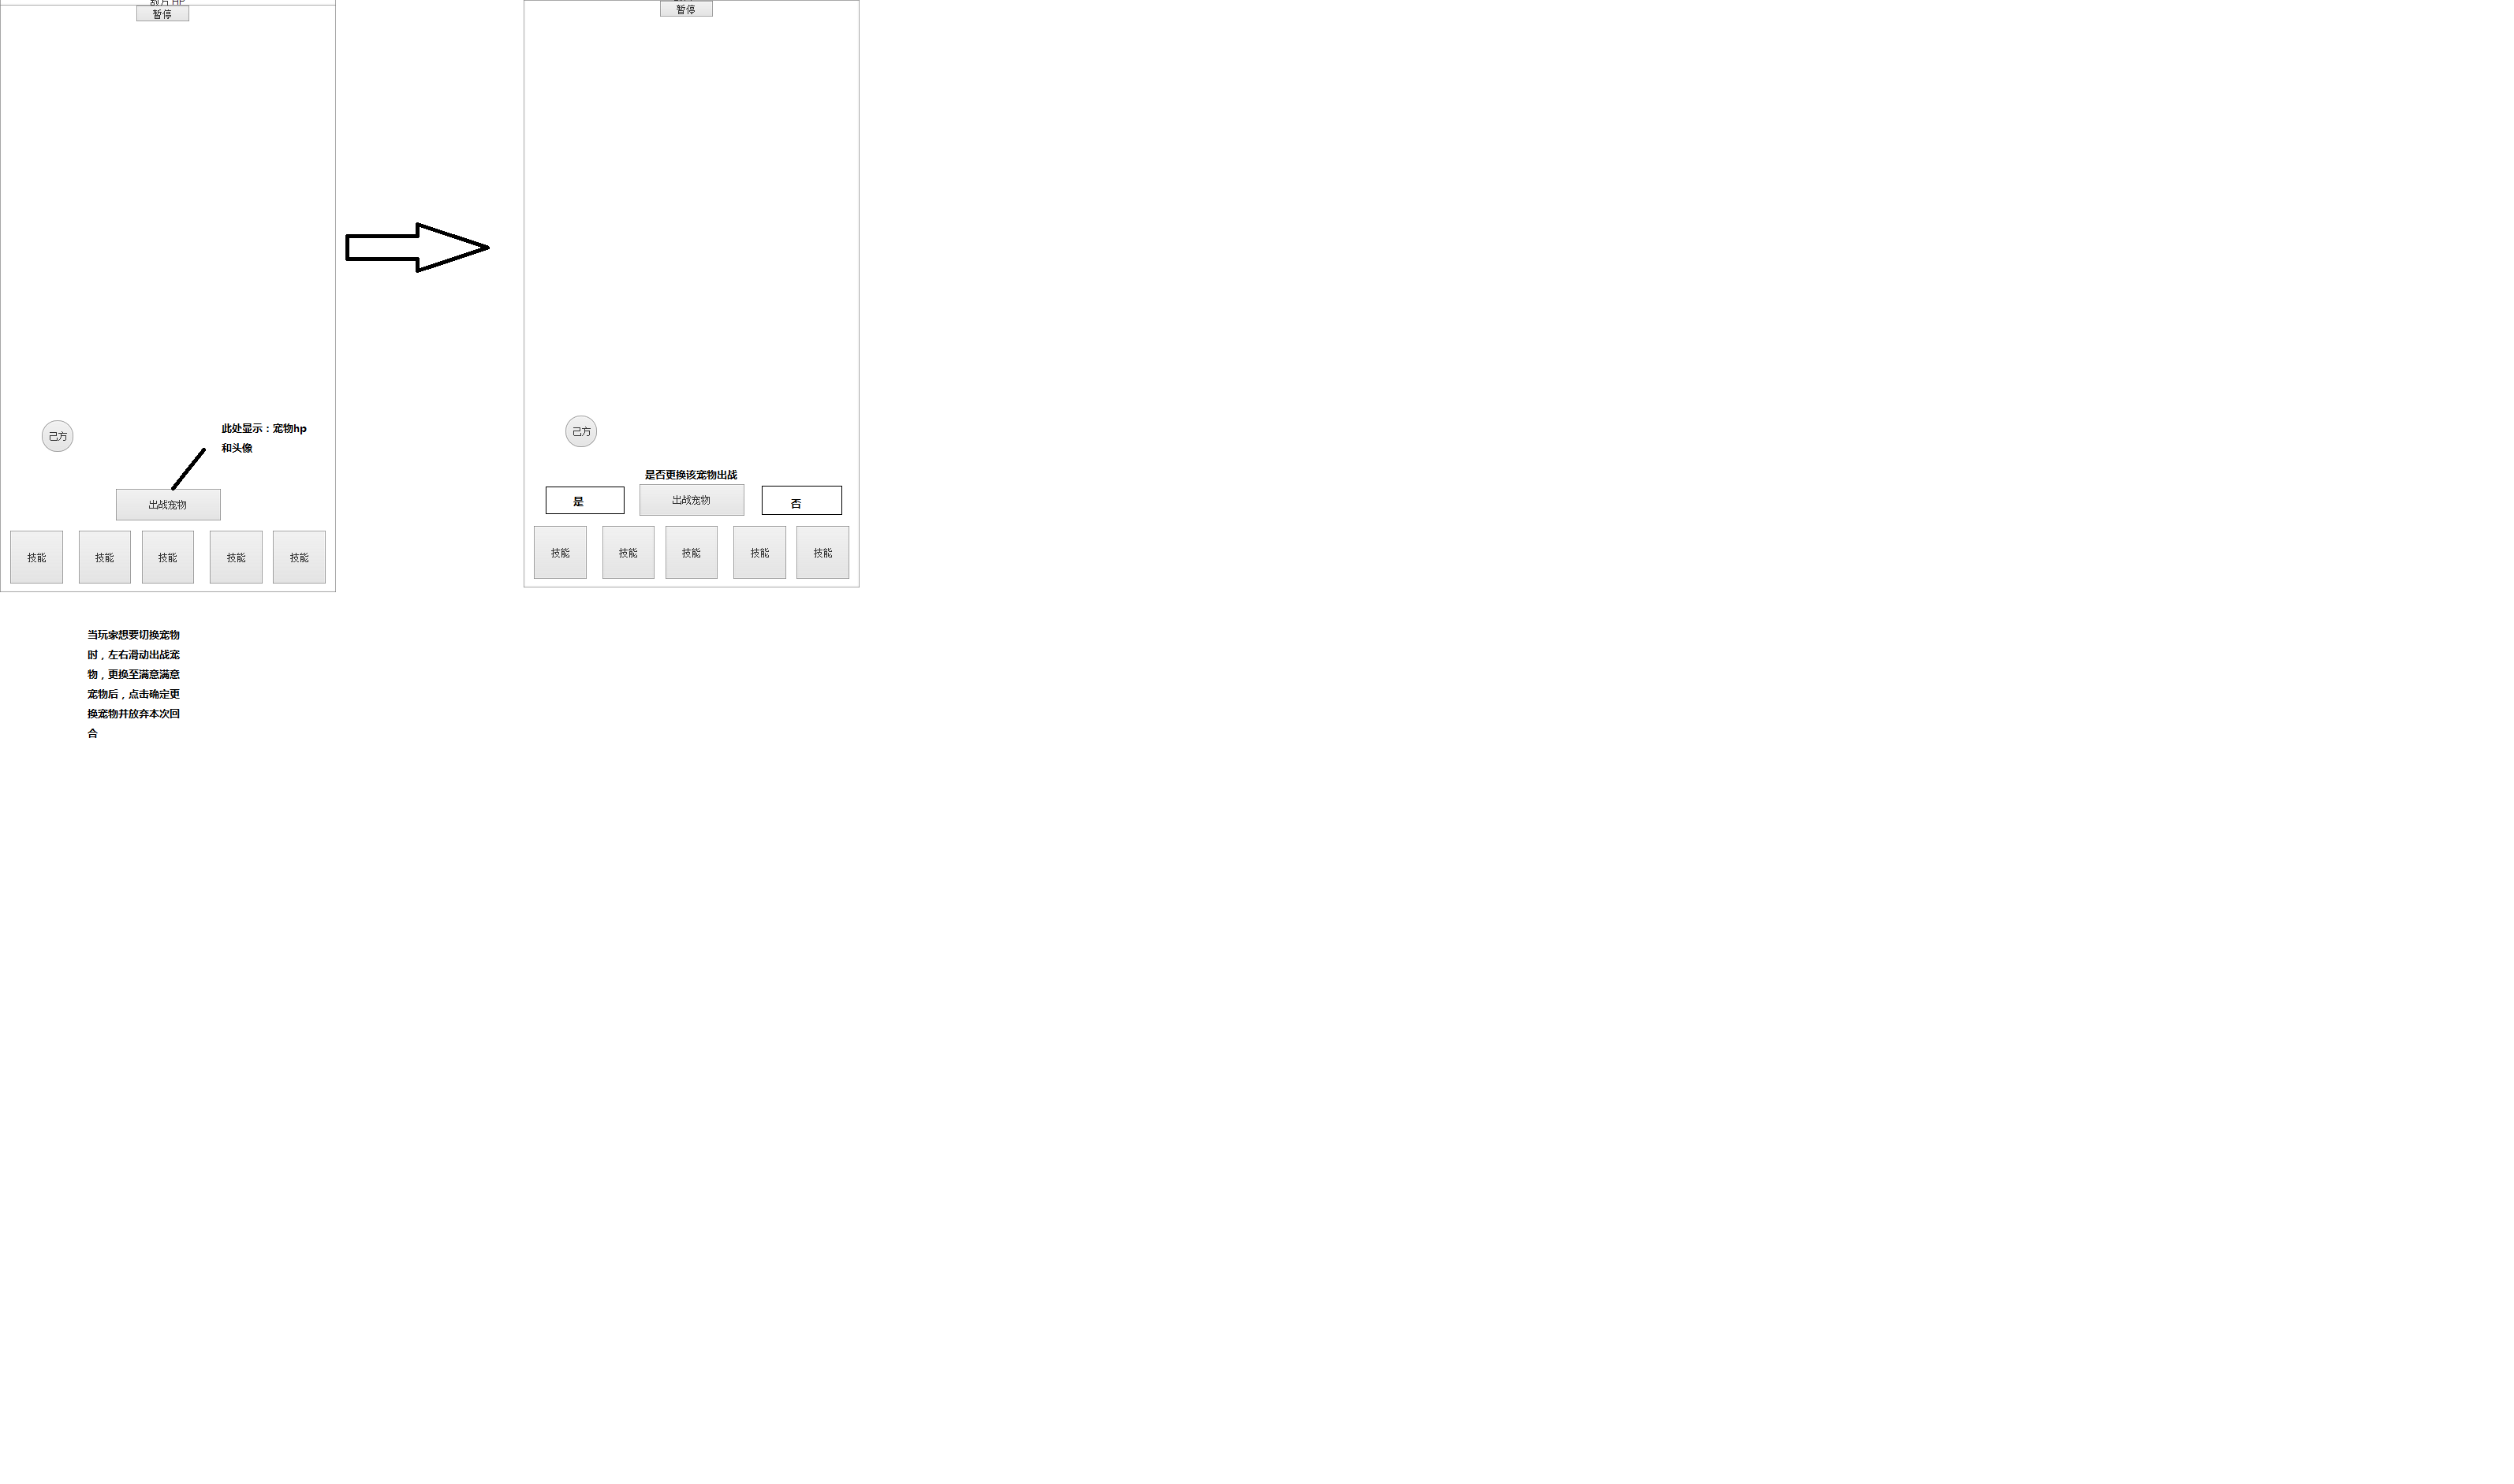 暂停
己方
此处显示：宠物hp
和头像
出战宠物
技能 技能 技能 技能 技能
当玩家想要切换宠物
时，左右滑动出战宠
物，更换至满意满意
宠物后，点击确定更
换宠物并放弃本次回
合
暂停
己方
是否更换该宠物出战
是 出战宠物 否
技能 技能 技能 技能 技能